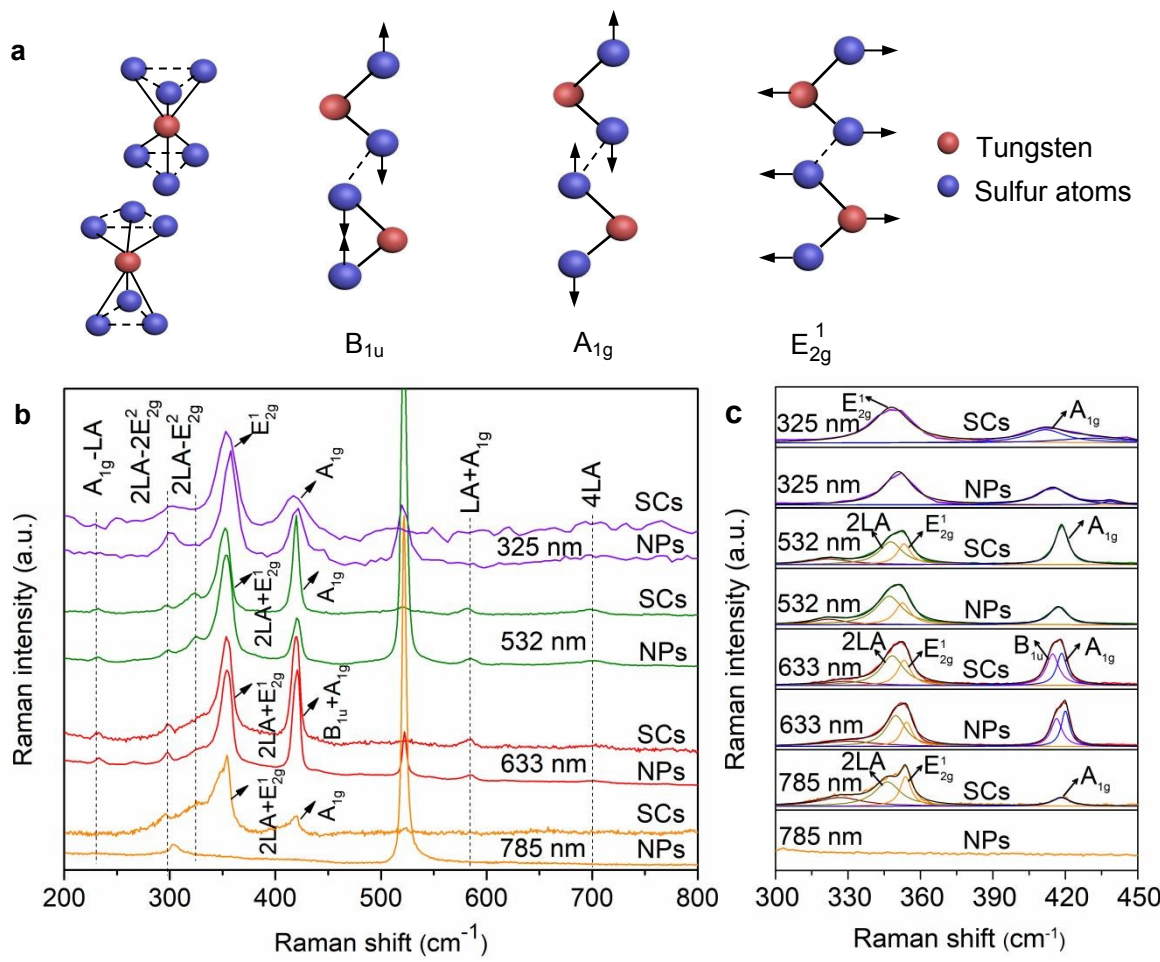 a
Tungsten
Sulfur atoms
B₁ᵤ
A₁g
E¹₂g
b
A₁g-LA
2LA-2E²₂g
2LA-E²₂g
E¹₂g
A₁g
LA+A₁g
4LA
SCs
NPs
325 nm
2LA+E¹₂g
A₁g
SCs
532 nm
NPs
2LA+E¹₂g
B₁ᵤ+A₁g
SCs
633 nm
NPs
2LA+E¹₂g
A₁g
SCs
785 nm
NPs
Raman intensity (a.u.)
200 300 400 500 600 700 800
Raman shift (cm⁻¹)
c
325 nm E¹₂g SCs A₁g
325 nm NPs
532 nm 2LA E¹₂g SCs A₁g
532 nm NPs
633 nm 2LA E¹₂g SCs B₁ᵤ A₁g
633 nm NPs
785 nm 2LA E¹₂g SCs A₁g
785 nm NPs
Raman intensity (a.u.)
300 330 360 390 420 450
Raman shift (cm⁻¹)